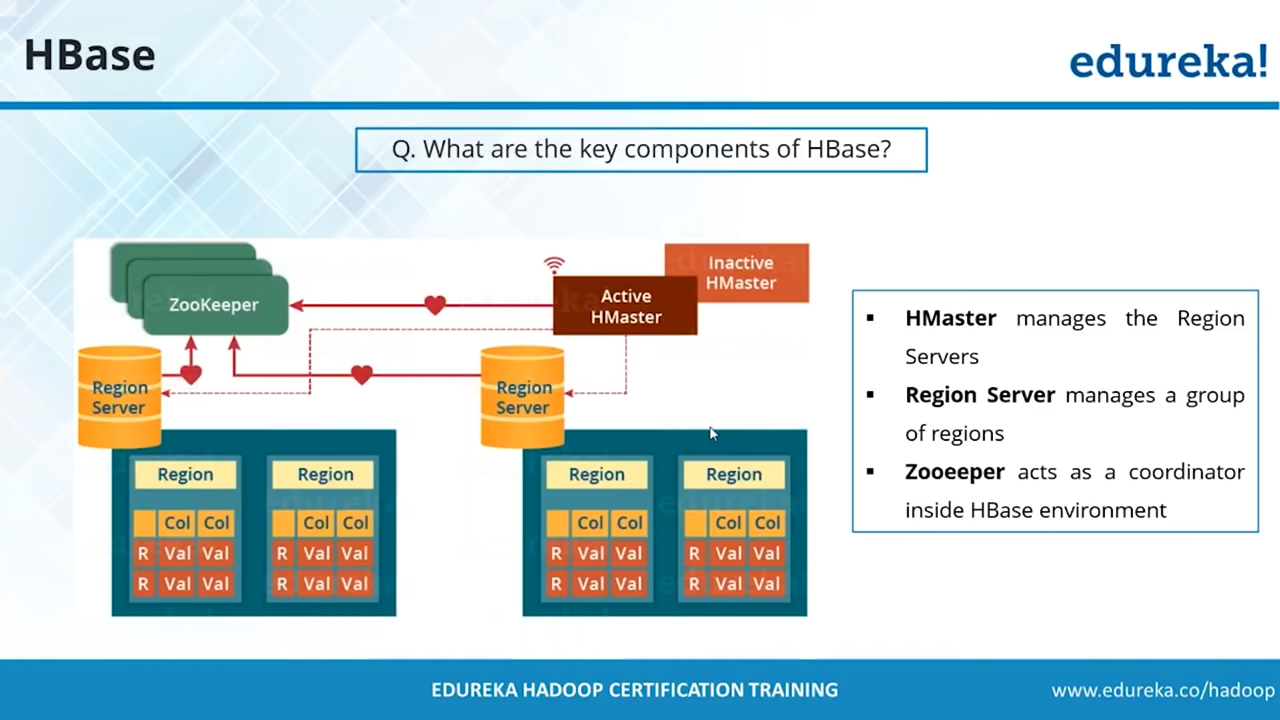 HBase
edureka!
Q. What are the key components of HBase?
ZooKeeper
Active
HMaster
Inactive
HMaster
Region
Server
Region
Server
Region
Col Col
R Val Val
R Val Val
Region
Col Col
R Val Val
R Val Val
Region
Col Col
R Val Val
R Val Val
Region
Col Col
R Val Val
R Val Val
▪ HMaster manages the Region
Servers
▪ Region Server manages a group
of regions
▪ Zooeeper acts as a coordinator
inside HBase environment
EDUREKA HADOOP CERTIFICATION TRAINING
www.edureka.co/hadoop